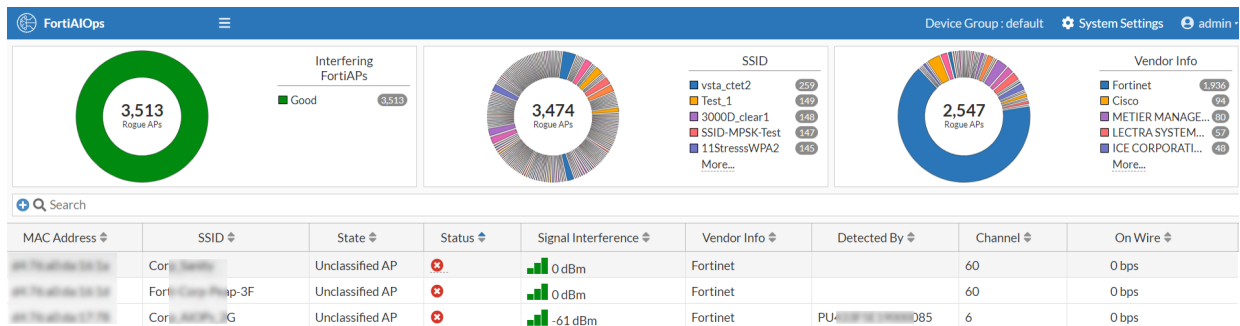 FortiAIOps Device Group : default System Settings admin
Interfering FortiAPs
Good 3,513
3,513
Rogue APs
SSID
vsta_ctet2 259
Test_1 149
3000D_clear1 148
SSID-MPSK-Test 147
11StresssWPA2 145
More...
3,474
Rogue APs
Vendor Info
Fortinet 1,936
Cisco 94
METIER MANAGE... 80
LECTRA SYSTEM... 57
ICE CORPORATI... 48
More...
2,547
Rogue APs
Search
MAC Address SSID State Status Signal Interference Vendor Info Detected By Channel On Wire
Unclassified AP 0 dBm Fortinet 60 0 bps
Unclassified AP 0 dBm Fortinet 60 0 bps
Unclassified AP -61 dBm Fortinet 6 0 bps